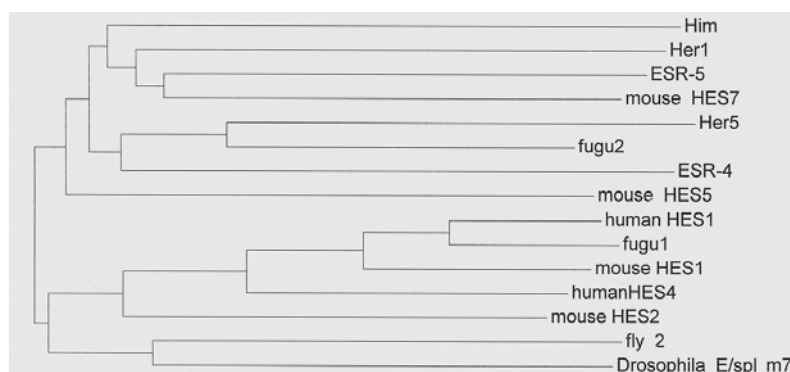 Him
Her1
ESR-5
mouse HES7
Her5
fugu2
ESR-4
mouse HES5
human HES1
fugu1
mouse HES1
humanHES4
mouse HES2
fly 2
Drosophila E/spl m7